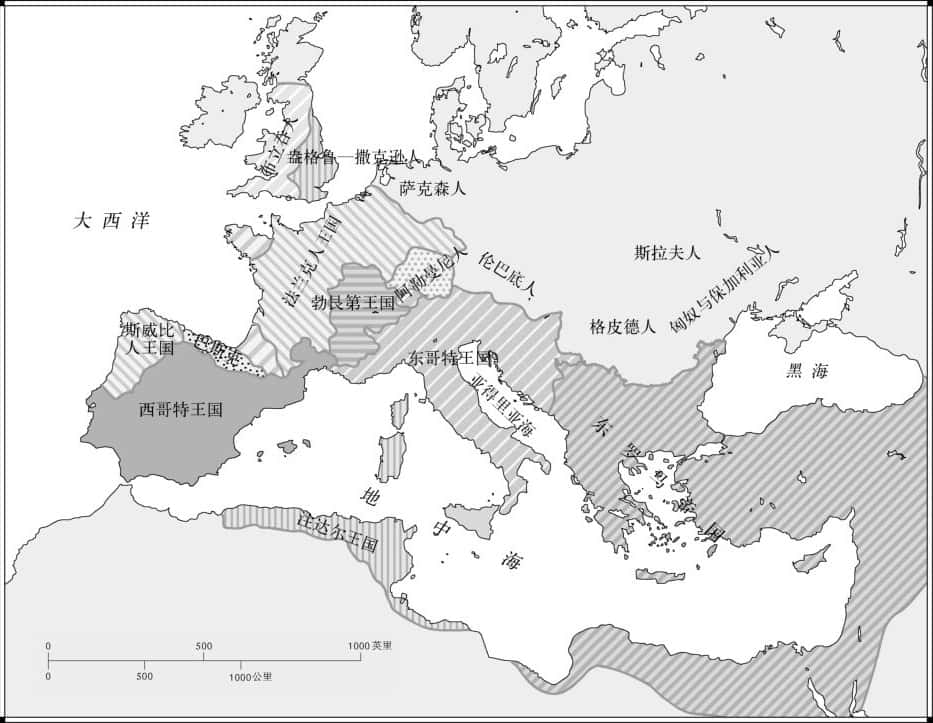 布立吞人
盎格鲁—撒克逊人
萨克森人
大西洋
法兰克人王国
阿勒曼尼人
伦巴底人
斯拉夫人
匈奴与保加利亚人
勃艮第王国
格皮德人
斯威比
人王国
巴斯克
东哥特王国
黑海
亚得里亚海
西哥特王国
东罗马帝国
地中海
汪达尔王国
0 500 1000 英里
0 500 1000 公里